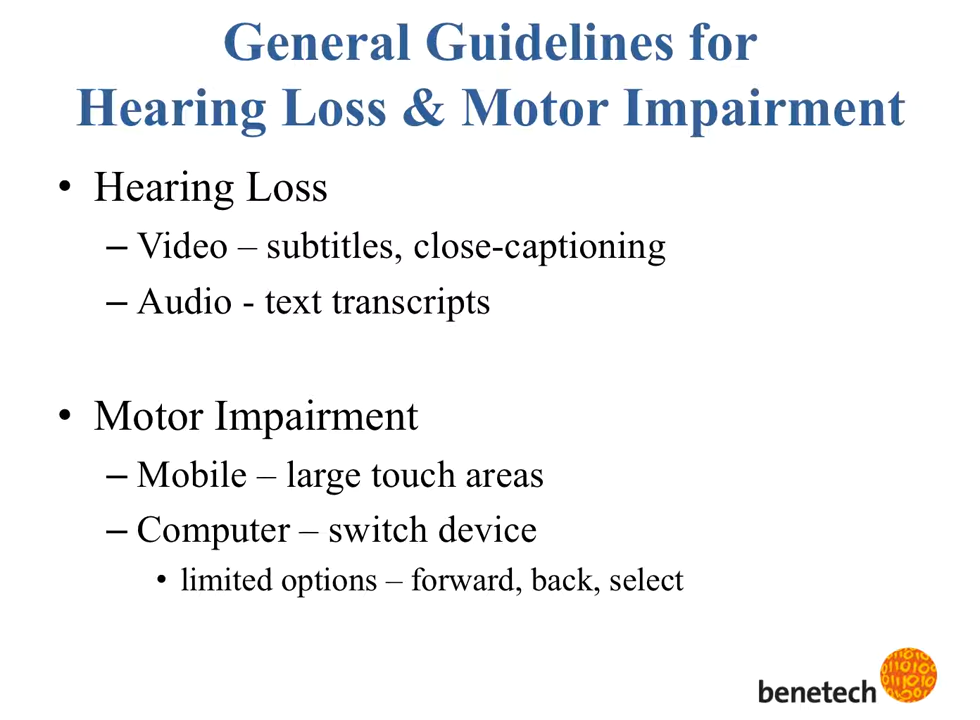 General Guidelines for
Hearing Loss & Motor Impairment
• Hearing Loss
– Video – subtitles, close-captioning
– Audio - text transcripts
• Motor Impairment
– Mobile – large touch areas
– Computer – switch device
• limited options – forward, back, select
benetech